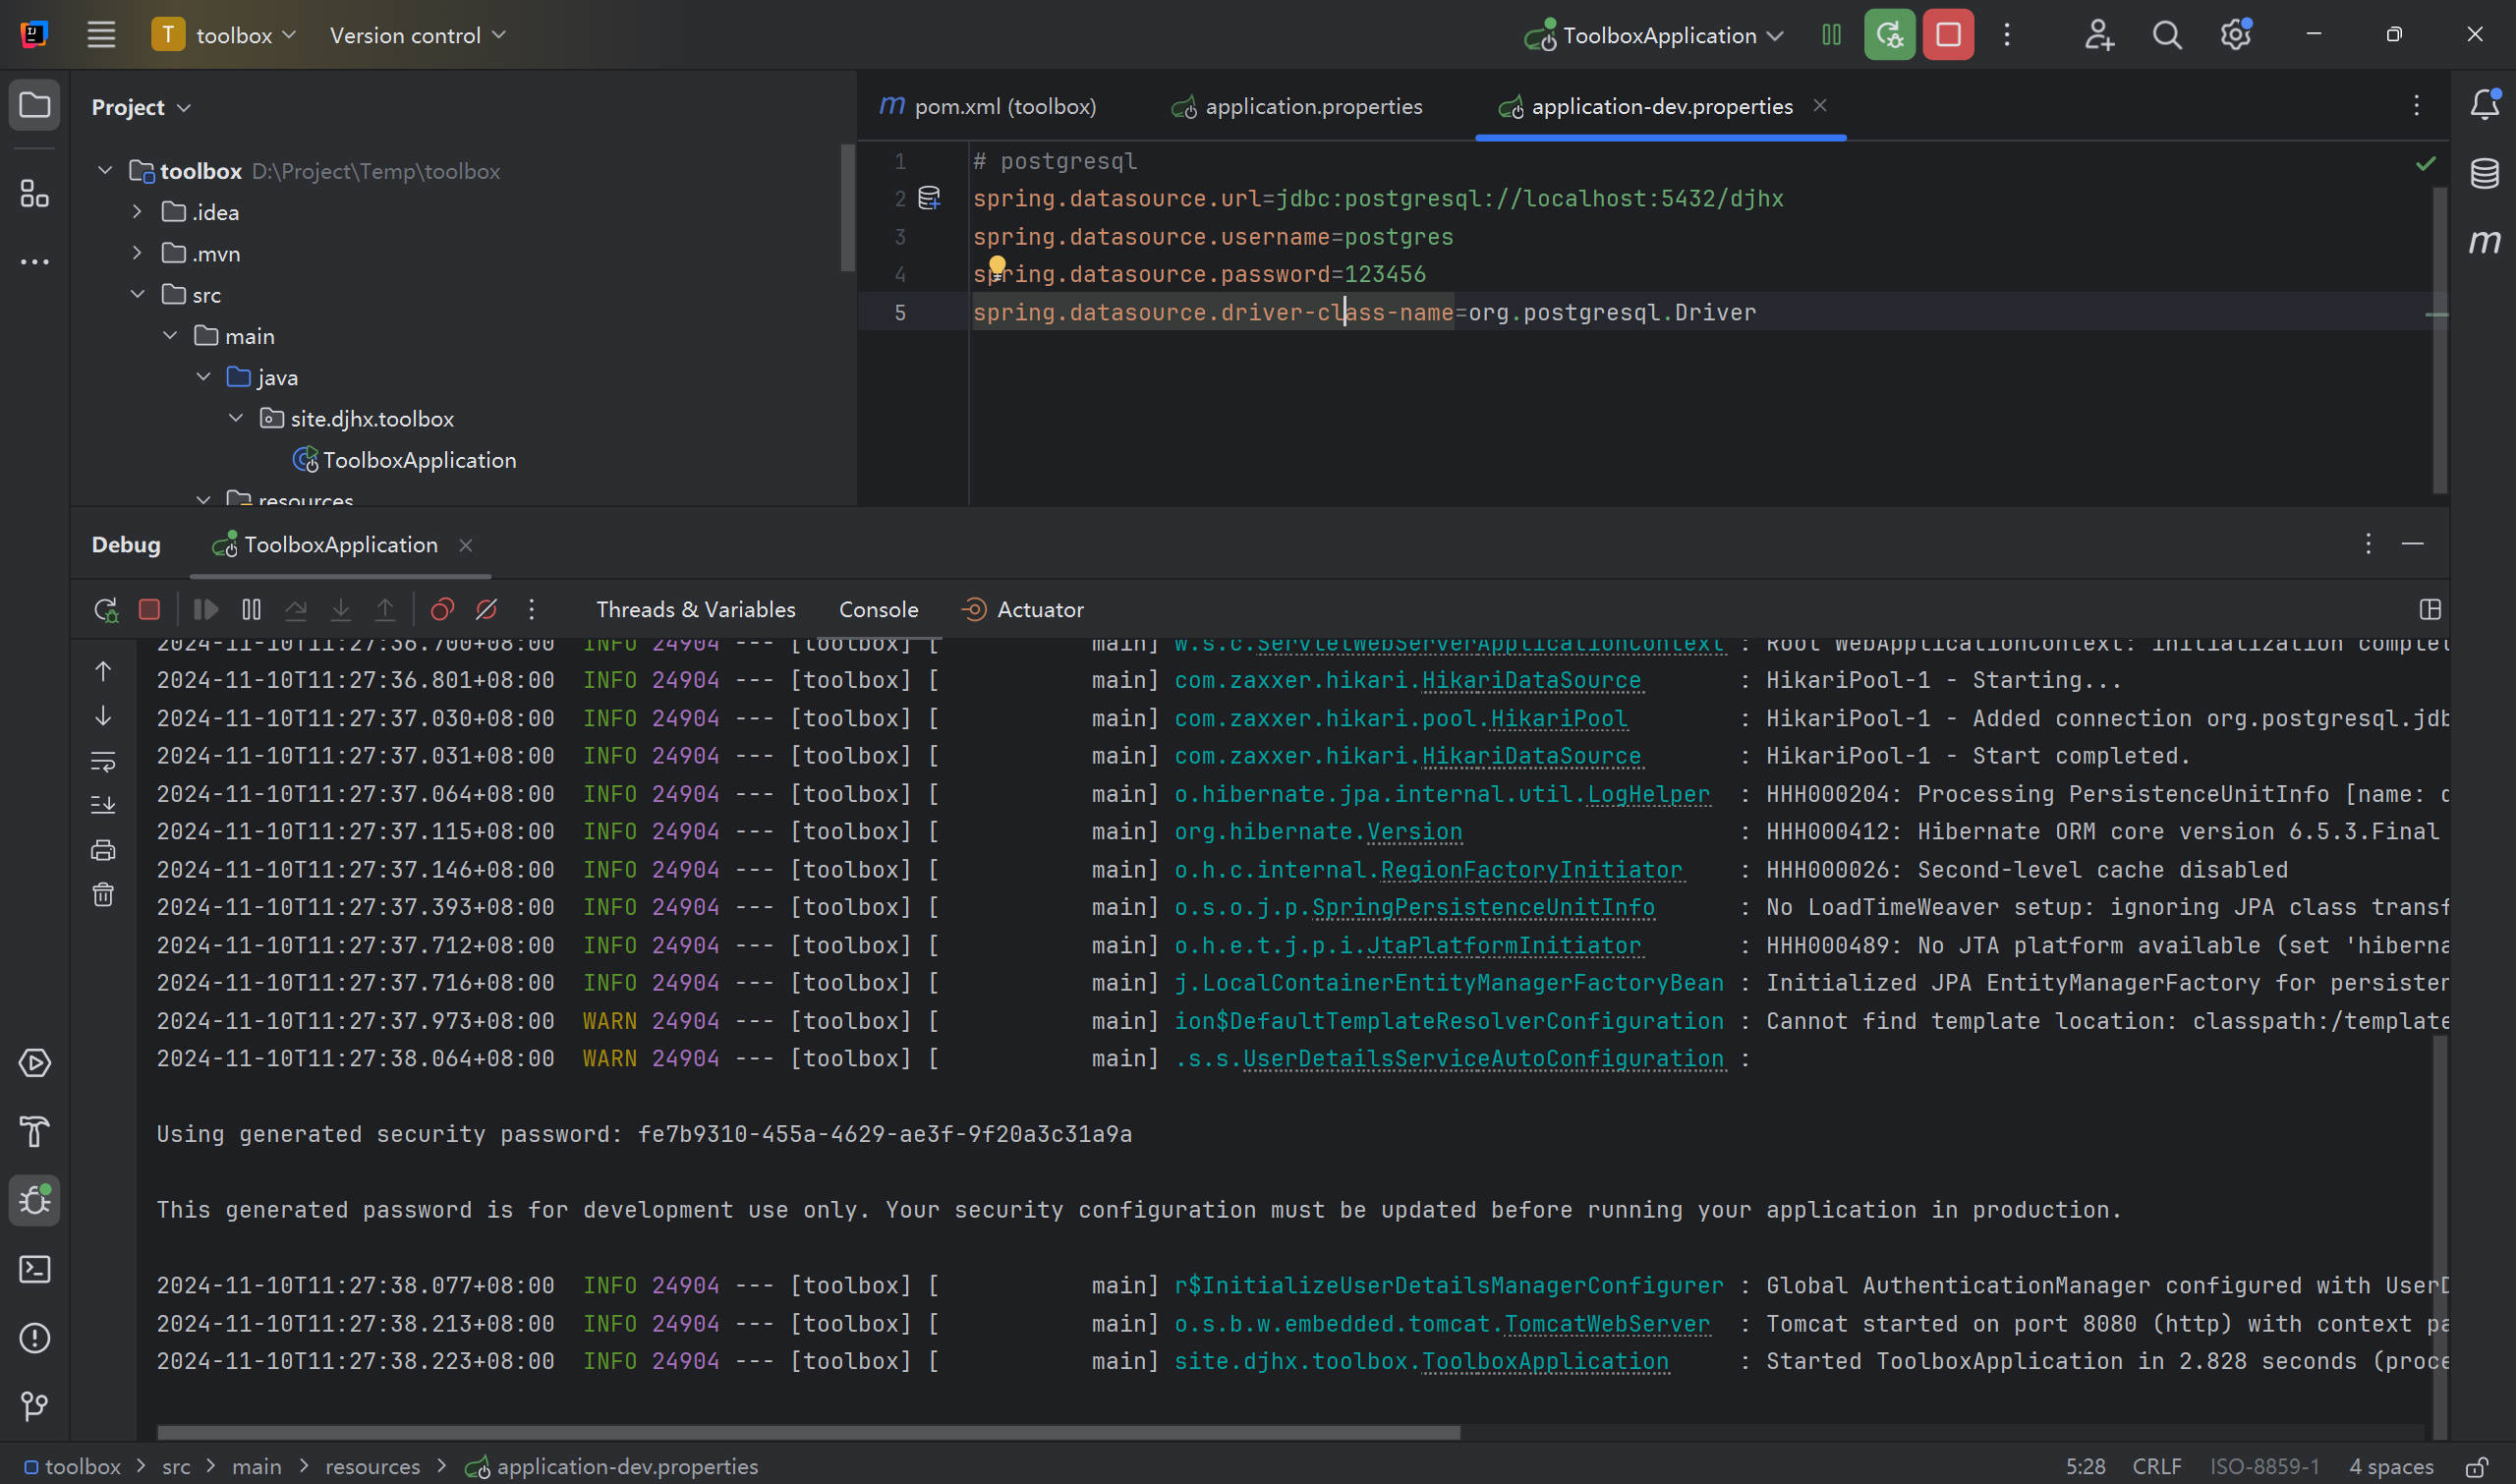 T toolbox Version control ToolboxApplication
Project
pom.xml (toolbox) application.properties application-dev.properties
toolbox D:\Project\Temp\toolbox
.idea
.mvn
src
main
java
site.djhx.toolbox
ToolboxApplication
resources
1 # postgresql
2 spring.datasource.url=jdbc:postgresql://localhost:5432/djhx
3 spring.datasource.username=postgres
4 spring.datasource.password=123456
5 spring.datasource.driver-class-name=org.postgresql.Driver
Debug ToolboxApplication
Threads & Variables Console Actuator
2024-11-10T11:27:36.700+08:00 INFO 24904 --- [toolbox] [ main] w.s.c.ServletWebServerApplicationContext : Root WebApplicationContext: initialization complet
2024-11-10T11:27:36.801+08:00 INFO 24904 --- [toolbox] [ main] com.zaxxer.hikari.HikariDataSource : HikariPool-1 - Starting...
2024-11-10T11:27:37.030+08:00 INFO 24904 --- [toolbox] [ main] com.zaxxer.hikari.pool.HikariPool : HikariPool-1 - Added connection org.postgresql.jdb
2024-11-10T11:27:37.031+08:00 INFO 24904 --- [toolbox] [ main] com.zaxxer.hikari.HikariDataSource : HikariPool-1 - Start completed.
2024-11-10T11:27:37.064+08:00 INFO 24904 --- [toolbox] [ main] o.hibernate.jpa.internal.util.LogHelper : HHH000204: Processing PersistenceUnitInfo [name:
2024-11-10T11:27:37.115+08:00 INFO 24904 --- [toolbox] [ main] org.hibernate.Version : HHH000412: Hibernate ORM core version 6.5.3.Final
2024-11-10T11:27:37.146+08:00 INFO 24904 --- [toolbox] [ main] o.h.c.internal.RegionFactoryInitiator : HHH000026: Second-level cache disabled
2024-11-10T11:27:37.393+08:00 INFO 24904 --- [toolbox] [ main] o.s.o.j.p.SpringPersistenceUnitInfo : No LoadTimeWeaver setup: ignoring JPA class transf
2024-11-10T11:27:37.712+08:00 INFO 24904 --- [toolbox] [ main] o.h.e.t.j.p.i.JtaPlatformInitiator : HHH000489: No JTA platform available (set 'hiberna
2024-11-10T11:27:37.716+08:00 INFO 24904 --- [toolbox] [ main] j.LocalContainerEntityManagerFactoryBean : Initialized JPA EntityManagerFactory for persisten
2024-11-10T11:27:37.973+08:00 WARN 24904 --- [toolbox] [ main] ion$DefaultTemplateResolverConfiguration : Cannot find template location: classpath:/template
2024-11-10T11:27:38.064+08:00 WARN 24904 --- [toolbox] [ main] .s.s.UserDetailsServiceAutoConfiguration :
Using generated security password: fe7b9310-455a-4629-ae3f-9f20a3c31a9a
This generated password is for development use only. Your security configuration must be updated before running your application in production.
2024-11-10T11:27:38.077+08:00 INFO 24904 --- [toolbox] [ main] r$InitializeUserDetailsManagerConfigurer : Global AuthenticationManager configured with UserD
2024-11-10T11:27:38.213+08:00 INFO 24904 --- [toolbox] [ main] o.s.b.w.embedded.tomcat.TomcatWebServer : Tomcat started on port 8080 (http) with context pa
2024-11-10T11:27:38.223+08:00 INFO 24904 --- [toolbox] [ main] site.djhx.toolbox.ToolboxApplication : Started ToolboxApplication in 2.828 seconds (proce
toolbox > src > main > resources > application-dev.properties 5:28 CRLF ISO-8859-1 4 spaces